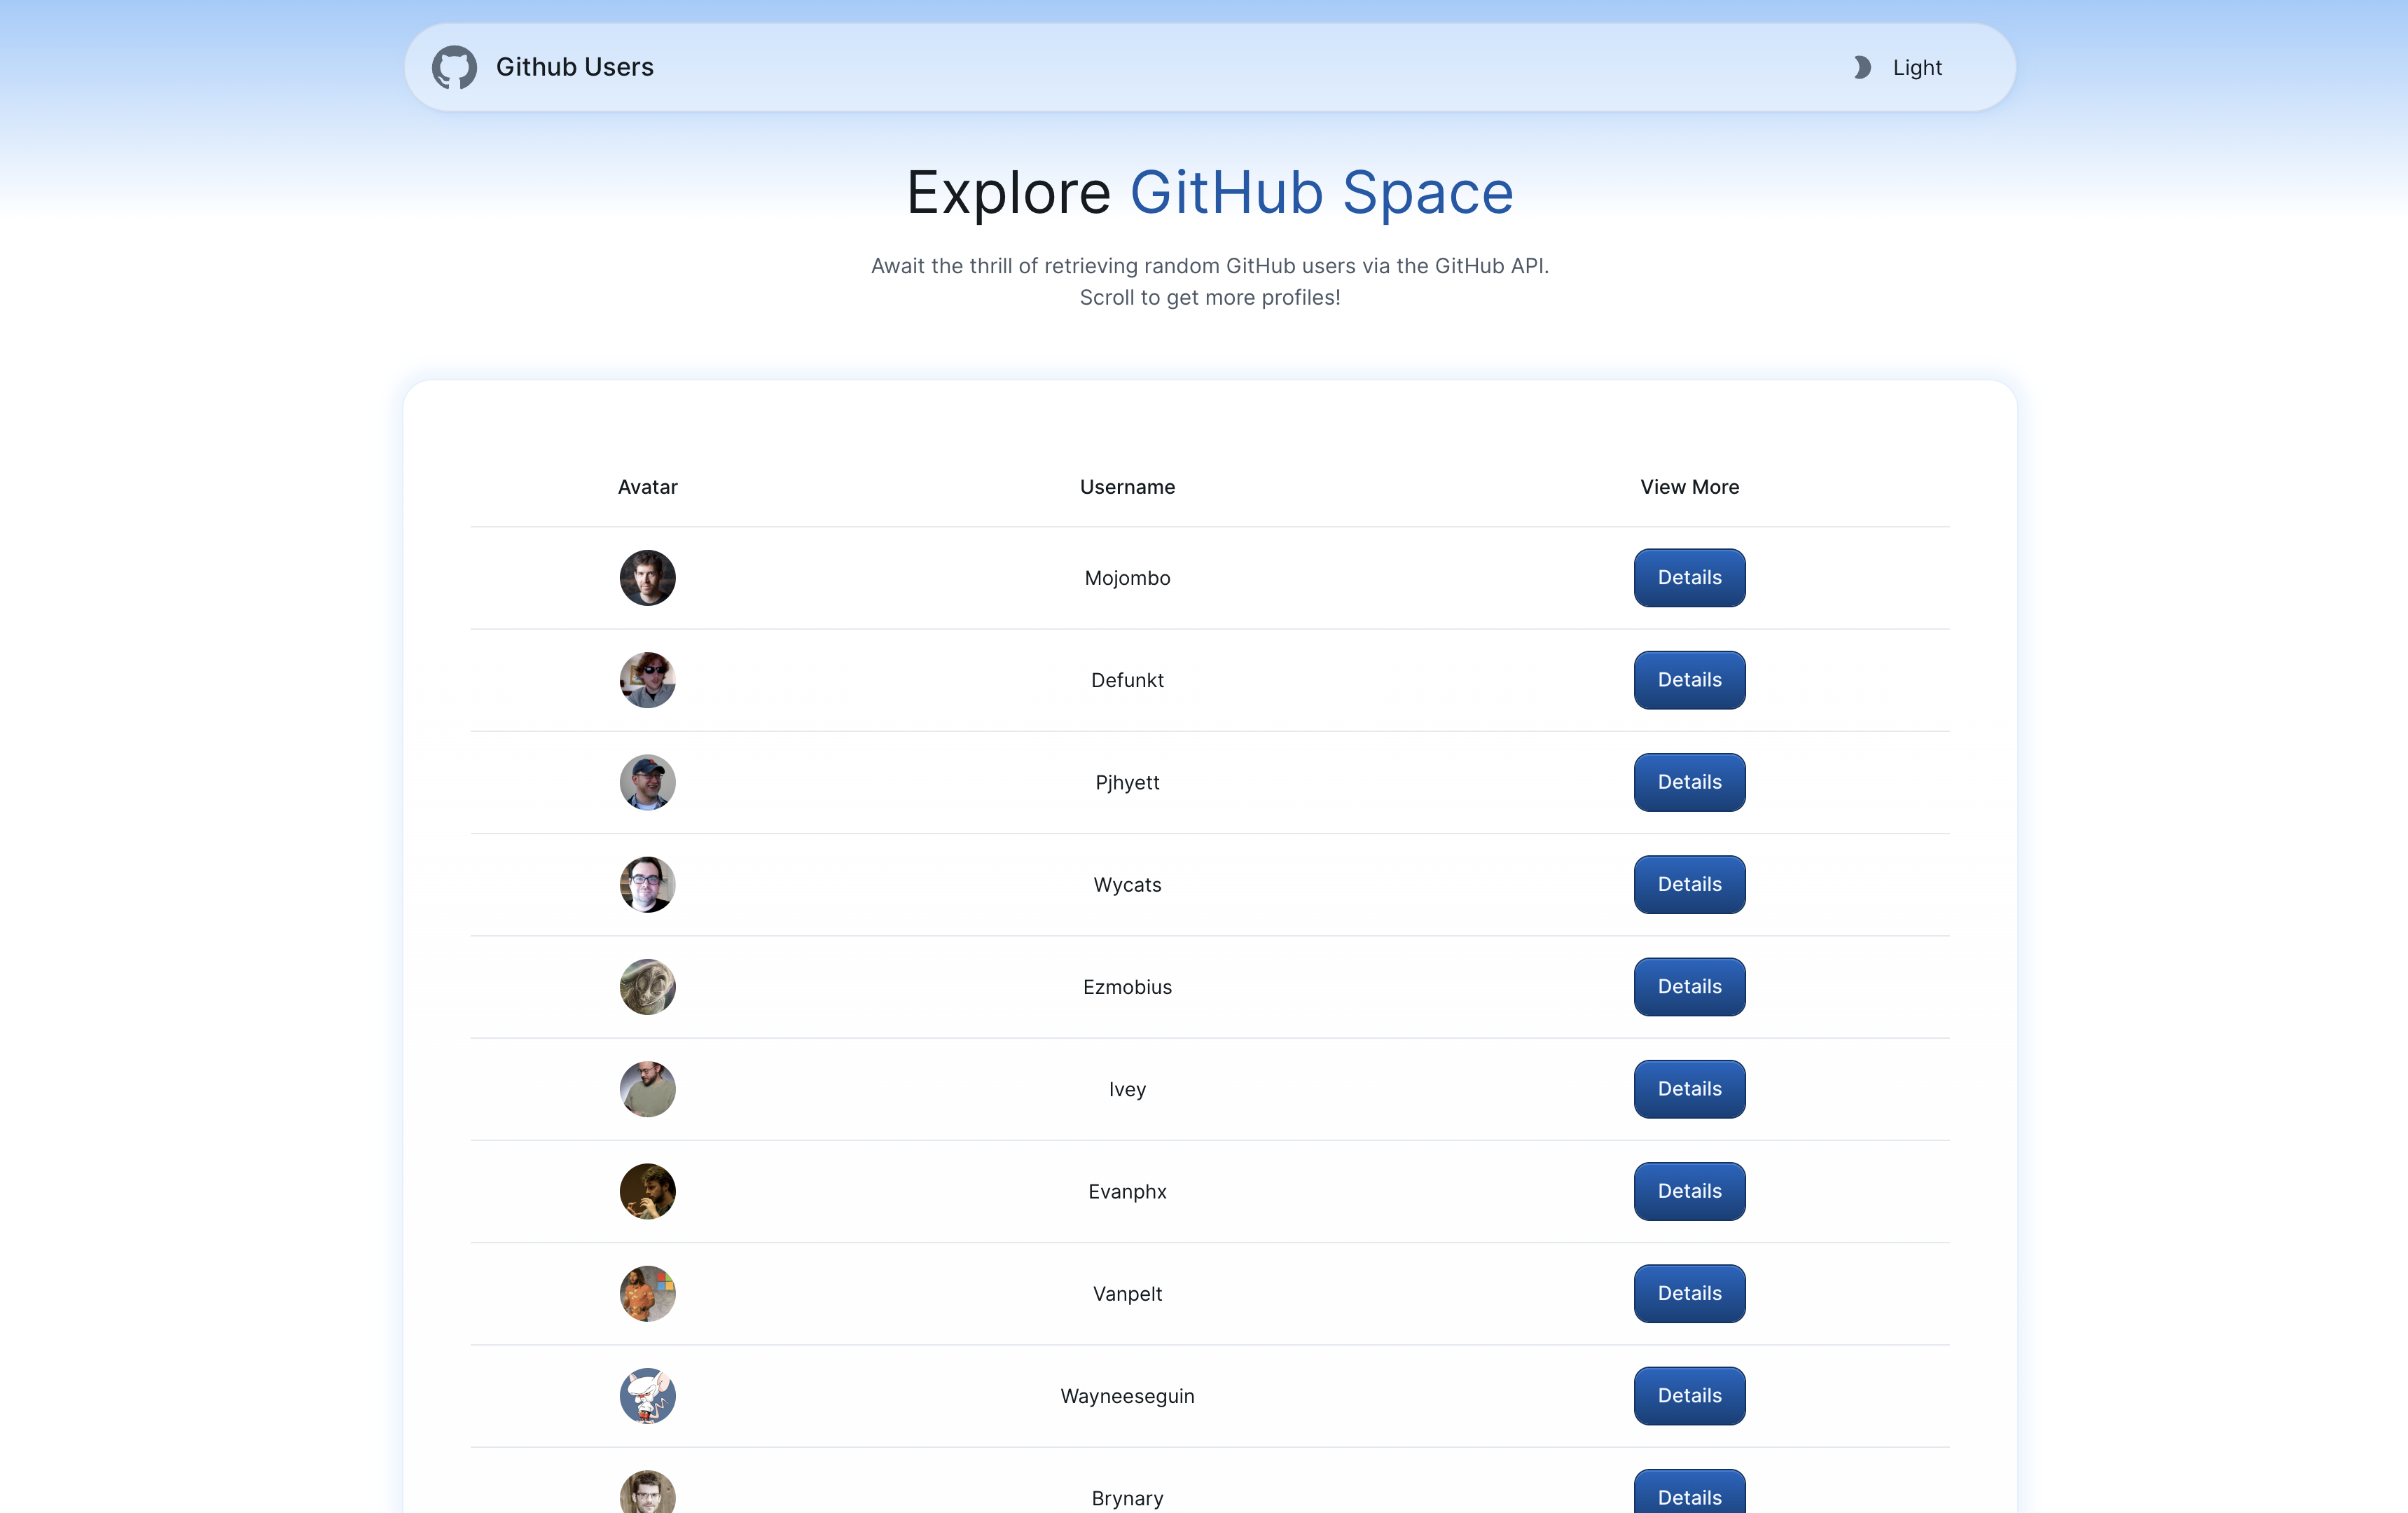 Github Users
Light
Explore GitHub Space
Await the thrill of retrieving random GitHub users via the GitHub API.
Scroll to get more profiles!
Avatar Username View More
Mojombo Details
Defunkt Details
Pjhyett Details
Wycats Details
Ezmobius Details
Ivey Details
Evanphx Details
Vanpelt Details
Wayneeseguin Details
Brynary Details